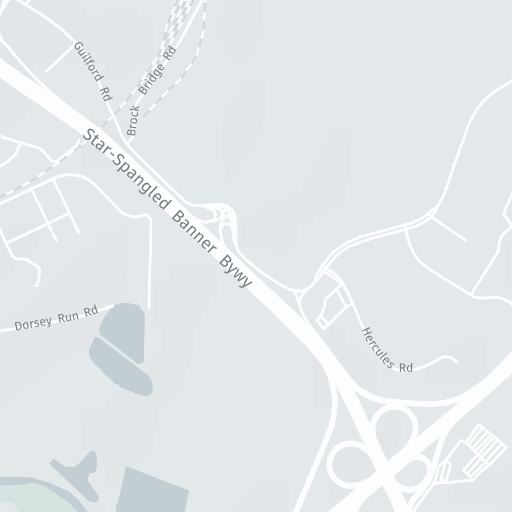 Guilford Rd
Brock Bridge Rd
Star-Spangled Banner Bywy
Dorsey Run Rd
Hercules Rd